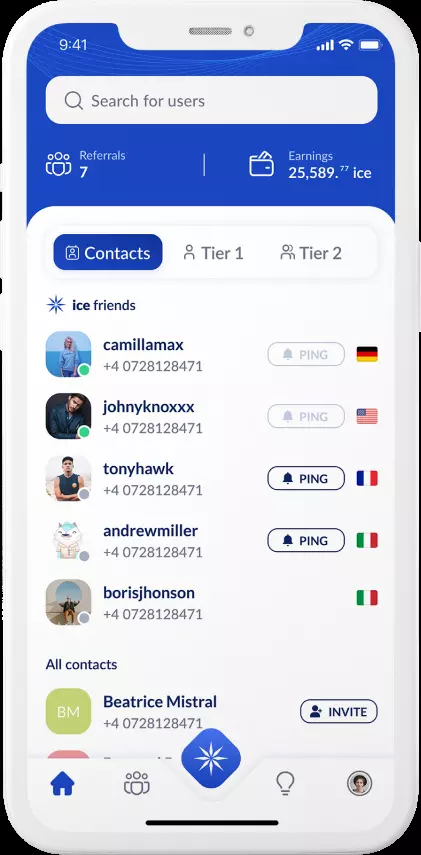 9:41
Search for users
Referrals
7
Earnings
25,589.77 ice
Contacts
Tier 1
Tier 2
ice friends
camillamax
+4 0728128471
PING
johnyknoxxx
+4 0728128471
PING
tonyhawk
+4 0728128471
PING
andrewmiller
+4 0728128471
PING
borisjhonson
+4 0728128471
All contacts
BM
Beatrice Mistral
+4 0728128471
INVITE